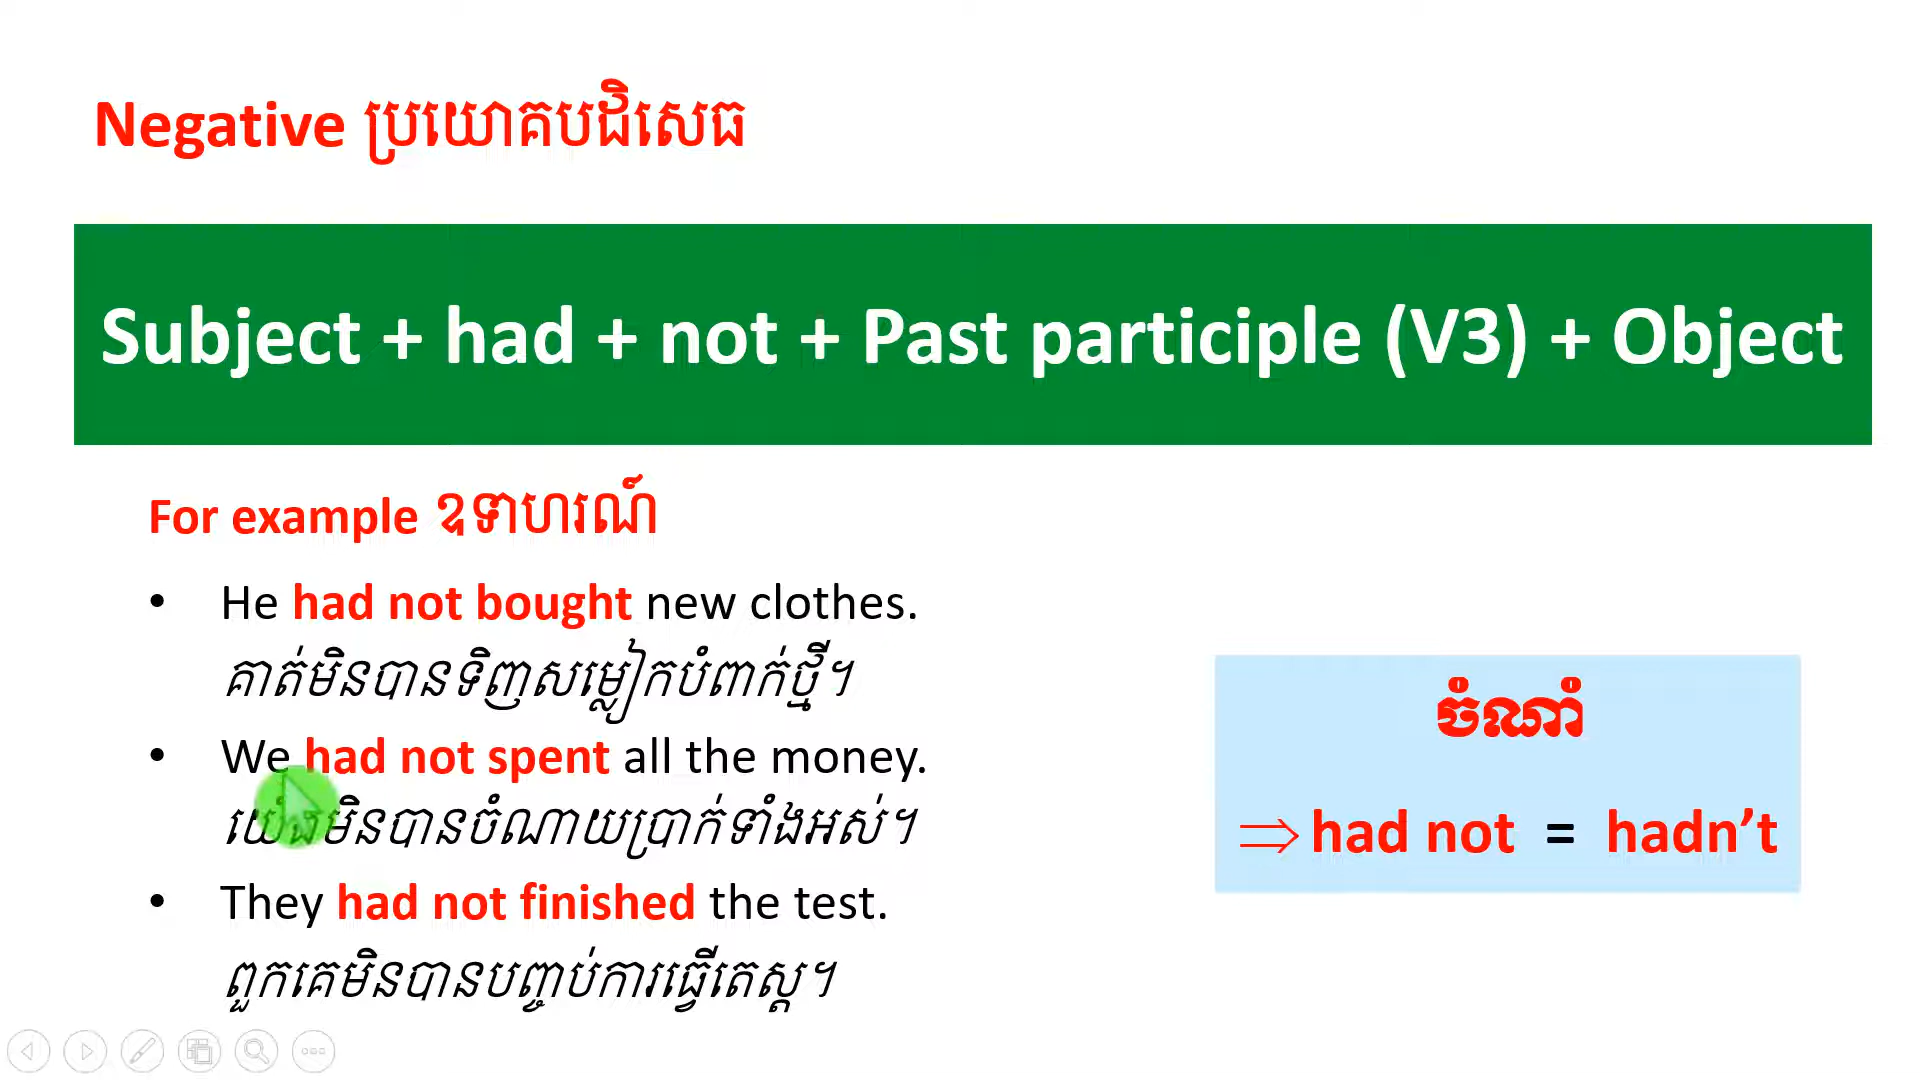 Negative ប្រយោគបដិសេធ
Subject + had + not + Past participle (V3) + Object
For example ឧទាហរណ៍
• He had not bought new clothes.
គាត់មិនបានទិញសម្លៀកបំពាក់ថ្មី។
• We had not spent all the money.
យើងមិនបានចំណាយប្រាក់ទាំងអស់។
• They had not finished the test.
ពួកគេមិនបានបញ្ចប់ការធ្វើតេស្ត។
ចំណាំ
⇒ had not = hadn’t